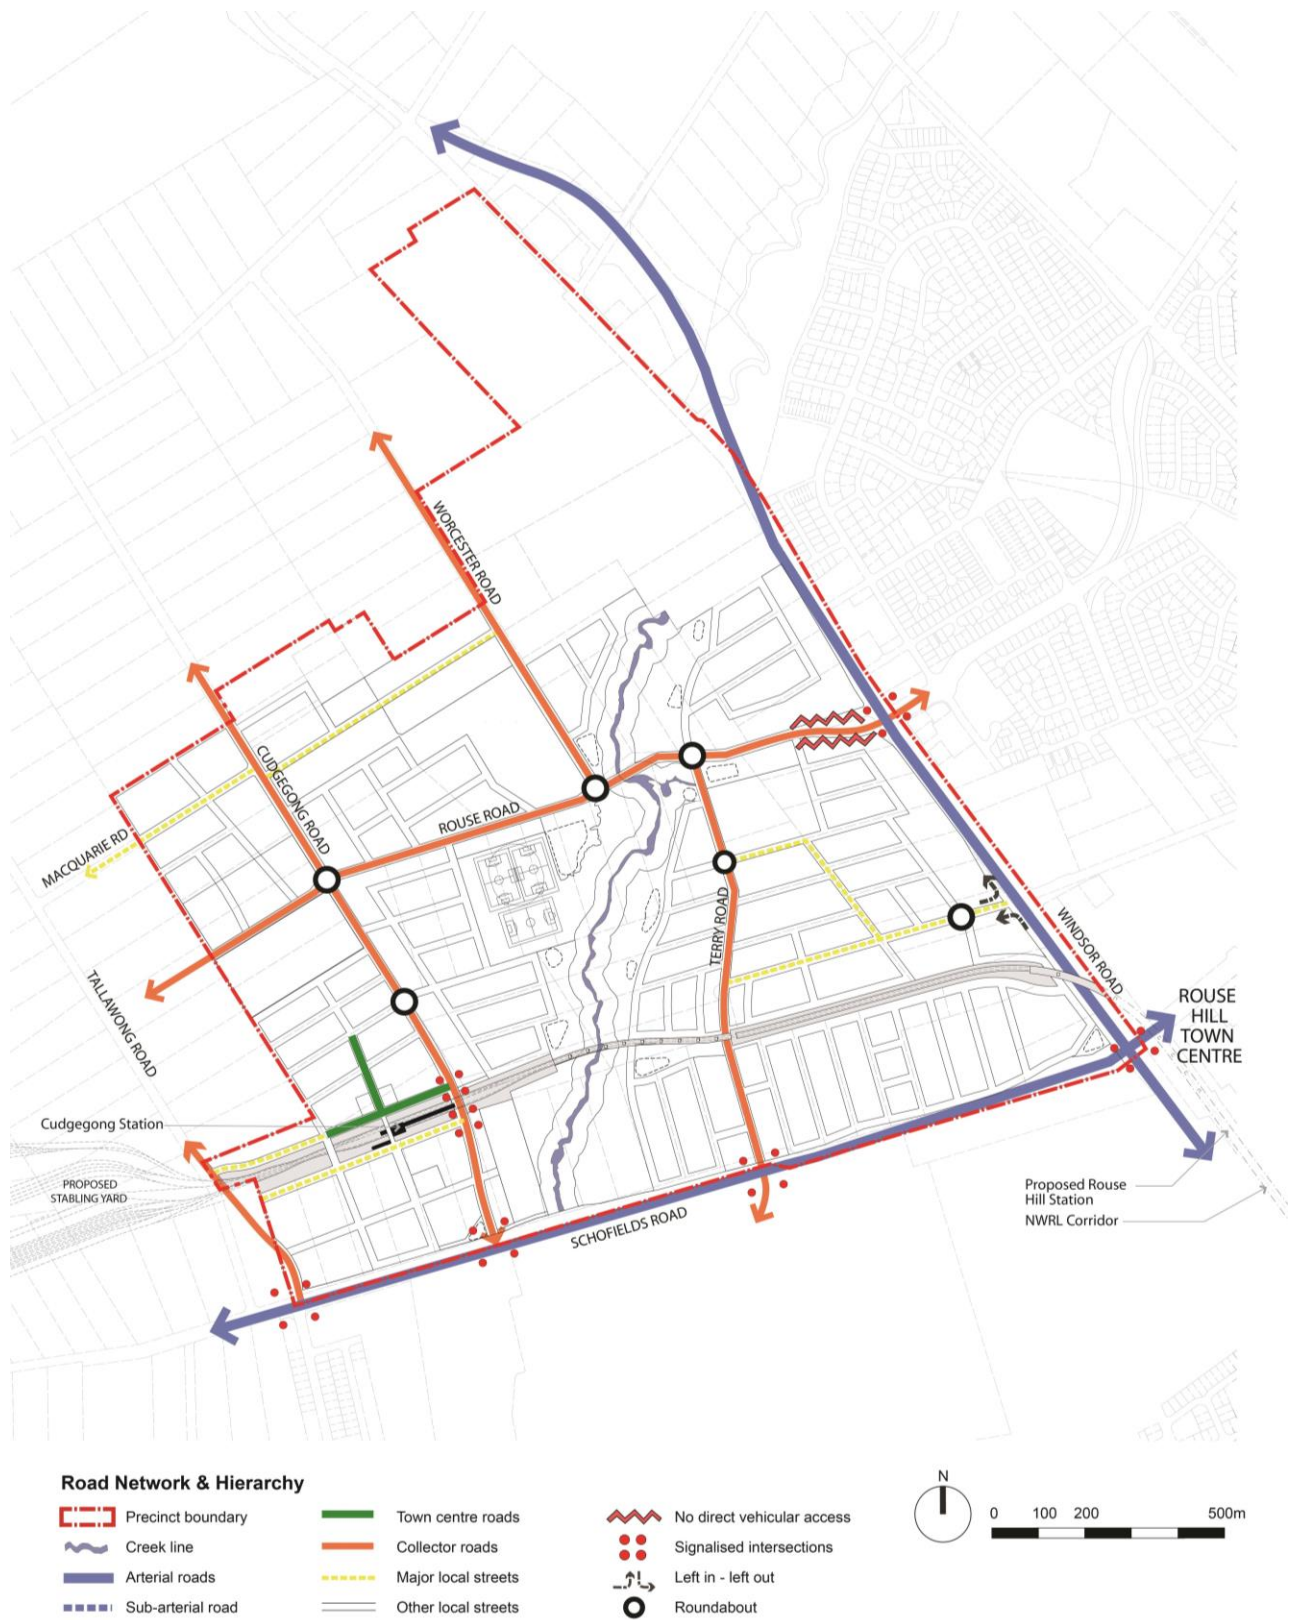 WORCESTER ROAD
CUDGEGONG ROAD
ROUSE ROAD
MACQUARIE RD
TERRY ROAD
WINDSOR ROAD
TALLAWONG ROAD
ROUSE
HILL
TOWN
CENTRE
Cudgegong Station
PROPOSED
STABLING YARD
SCHOFIELDS ROAD
Proposed Rouse
Hill Station
NWRL Corridor
Road Network & Hierarchy
Precinct boundary
Creek line
Arterial roads
Sub-arterial road
Town centre roads
Collector roads
Major local streets
Other local streets
No direct vehicular access
Signalised intersections
Left in - left out
Roundabout
N
0 100 200 500m